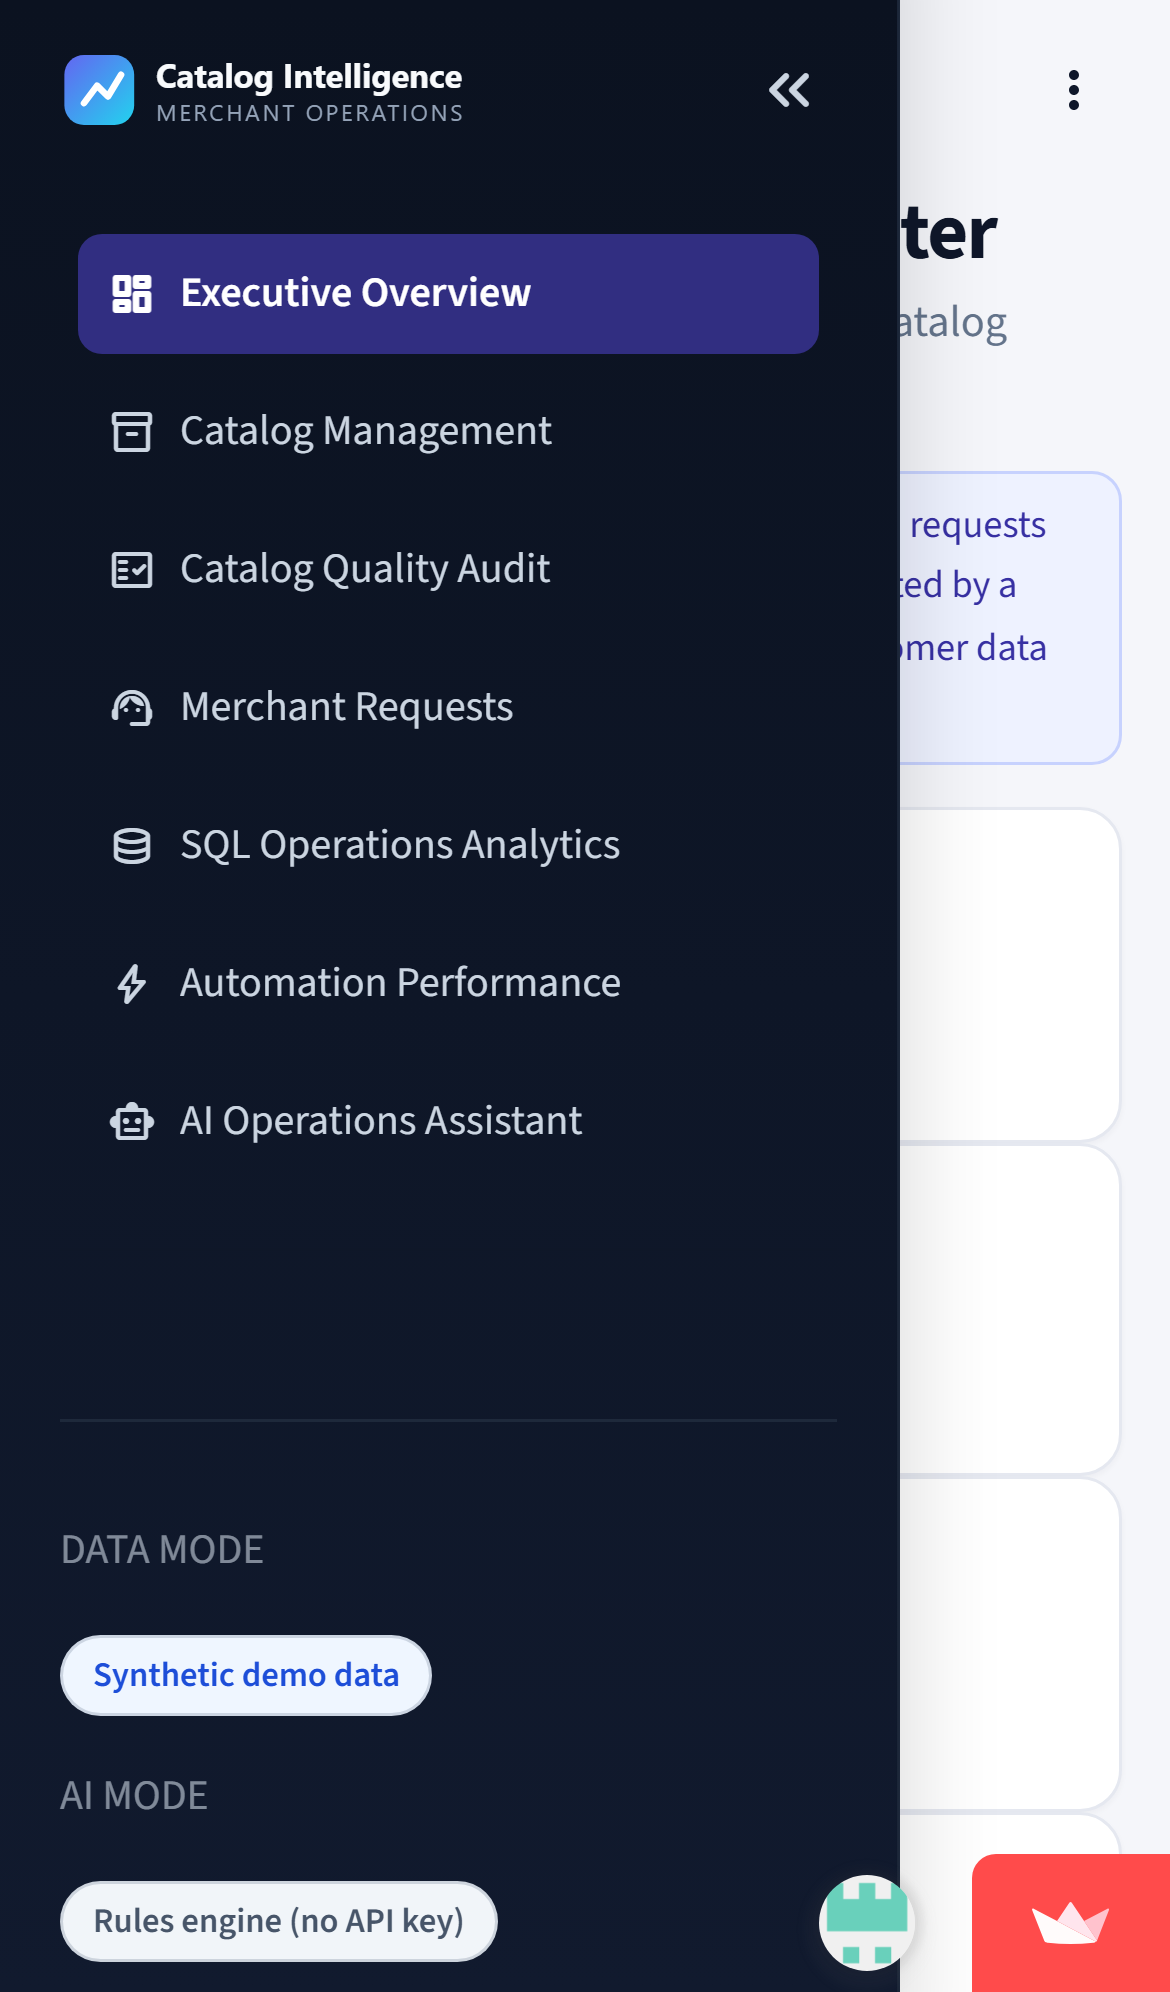 Catalog Intelligence
MERCHANT OPERATIONS
Executive Overview
Catalog Management
Catalog Quality Audit
Merchant Requests
SQL Operations Analytics
Automation Performance
AI Operations Assistant
DATA MODE
Synthetic demo data
AI MODE
Rules engine (no API key)
ter
atalog
requests
ted by a
omer data